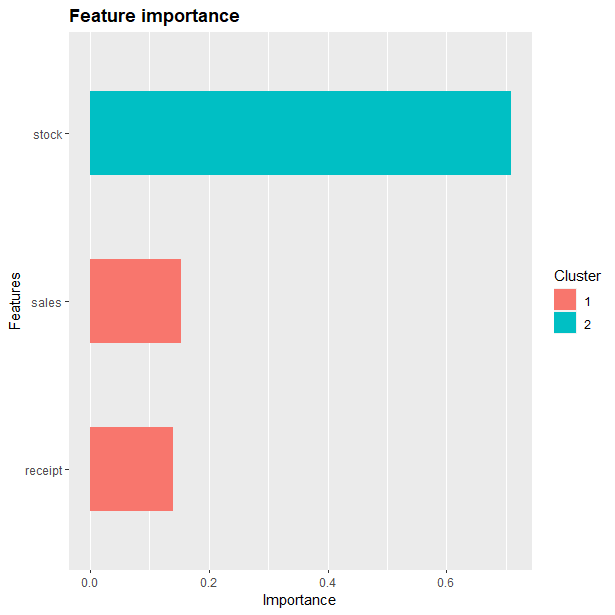 Feature importance
stock
sales
receipt
Features
0.0
0.2
0.4
0.6
Importance
Cluster
1
2